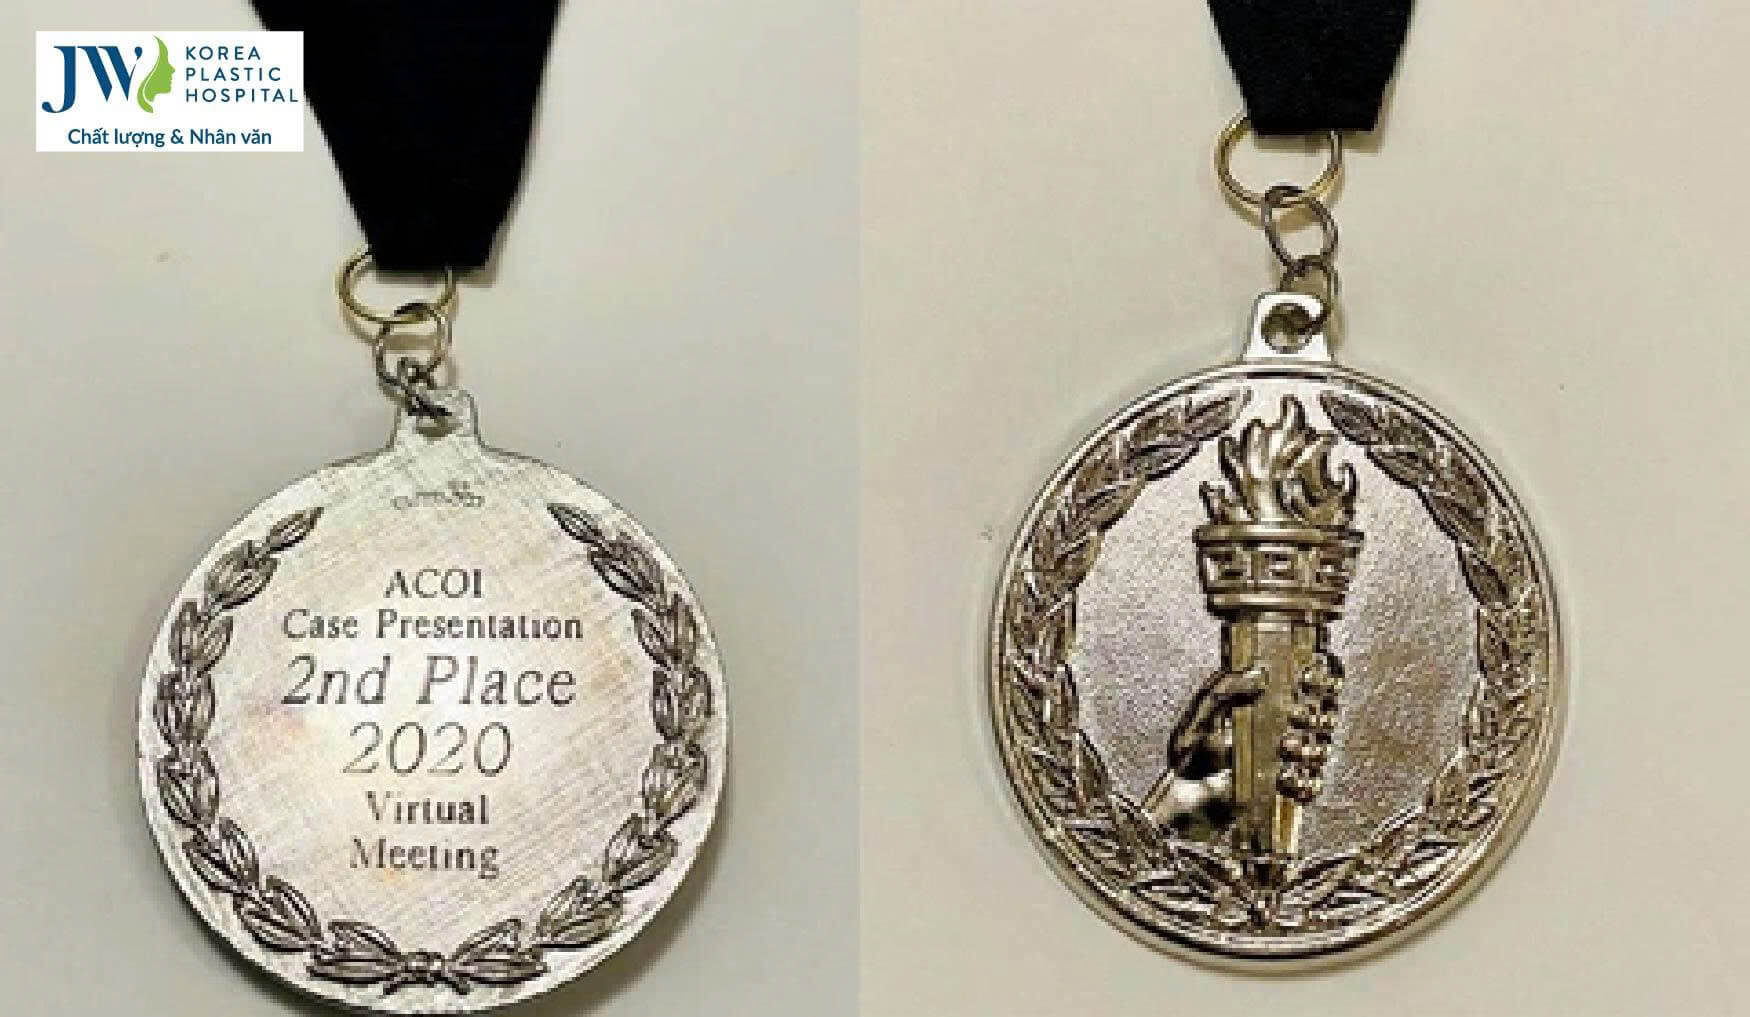 JW KOREA
PLASTIC
HOSPITAL
Chất lượng & Nhân văn
ACOI
Case Presentation
2nd Place
2020
Virtual
Meeting